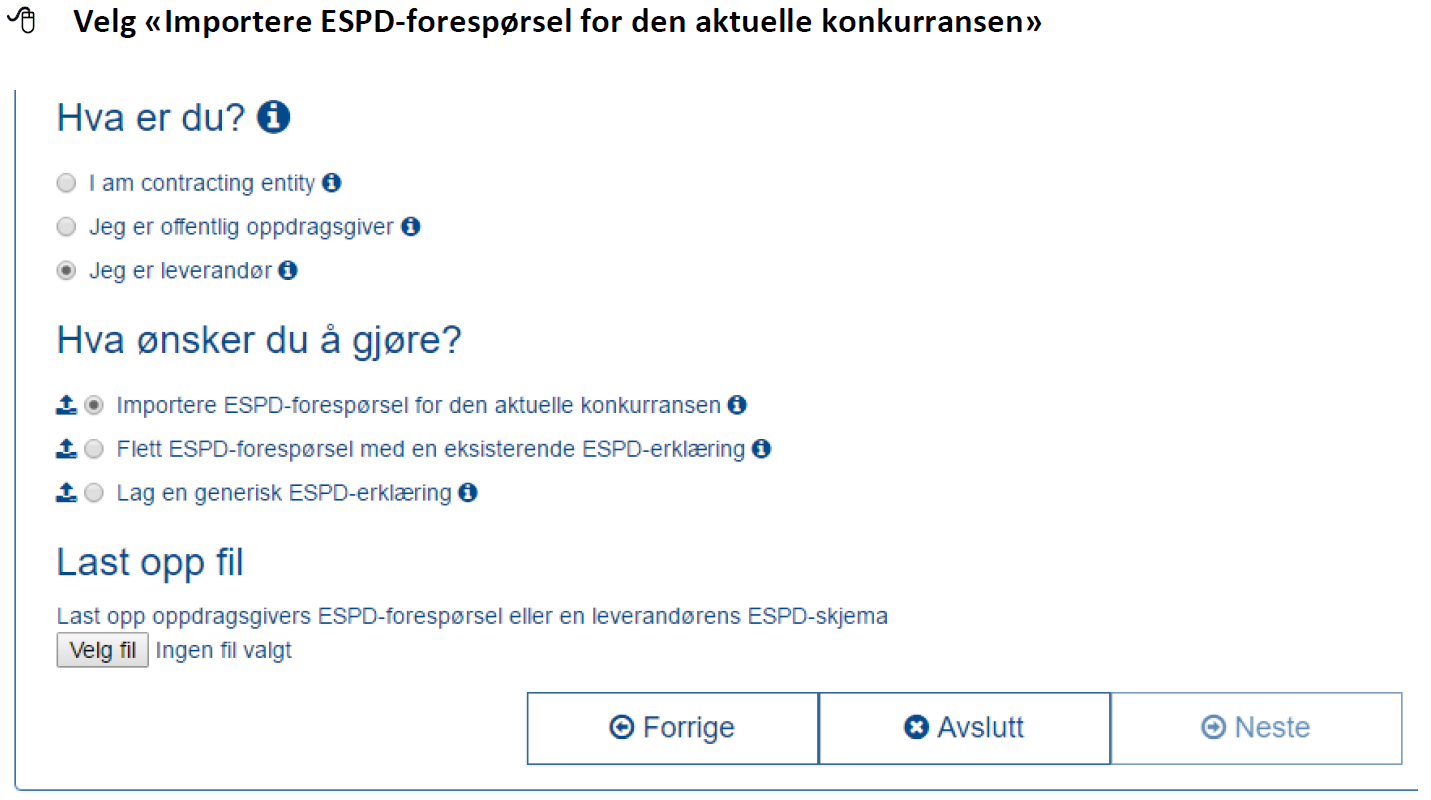 Velg «Importere ESPD-forespørsel for den aktuelle konkurransen»
Hva er du?
I am contracting entity
Jeg er offentlig oppdragsgiver
Jeg er leverandør
Hva ønsker du å gjøre?
Importere ESPD-forespørsel for den aktuelle konkurransen
Flett ESPD-forespørsel med en eksisterende ESPD-erklæring
Lag en generisk ESPD-erklæring
Last opp fil
Last opp oppdragsgivers ESPD-forespørsel eller en leverandørens ESPD-skjema
Velg fil Ingen fil valgt
Forrige Avslutt Neste